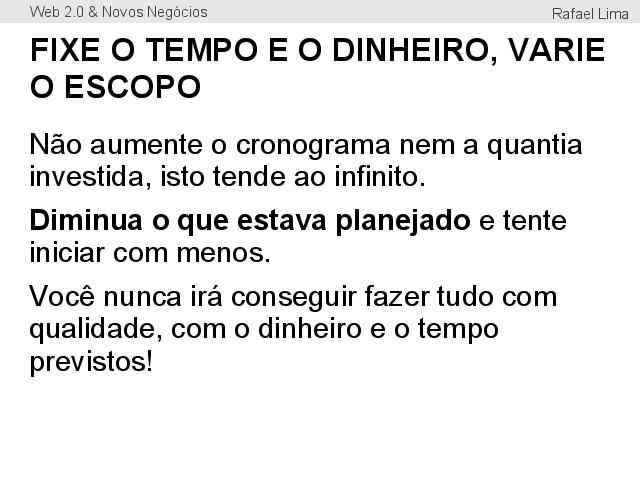 Web 2.0 & Novos Negócios
Rafael Lima
FIXE O TEMPO E O DINHEIRO, VARIE
O ESCOPO
Não aumente o cronograma nem a quantia
investida, isto tende ao infinito.
Diminua o que estava planejado e tente
iniciar com menos.
Você nunca irá conseguir fazer tudo com
qualidade, com o dinheiro e o tempo
previstos!